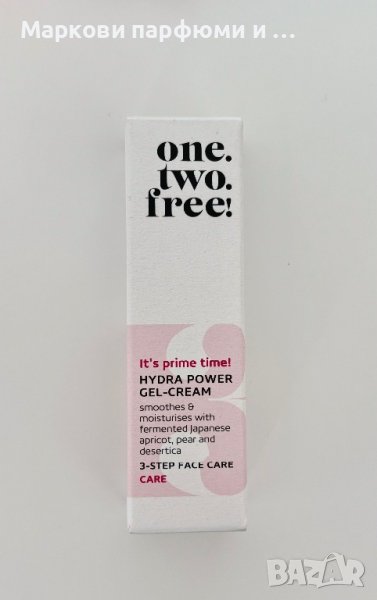 Маркови парфюми и ...
one.
two.
free!
It's prime time!
HYDRA POWER
GEL-CREAM
smoothes &
moisturises with
fermented Japanese
apricot, pear and
desertica
3-STEP FACE CARE
CARE
BAZAR